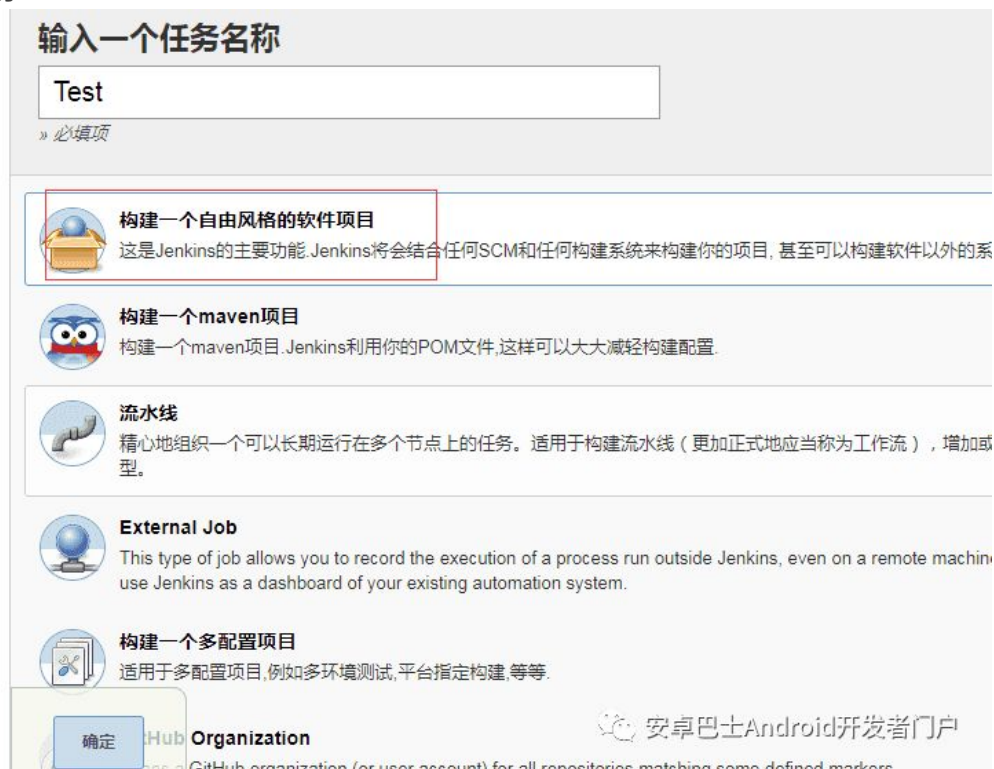 输入一个任务名称
Test
» 必填项
构建一个自由风格的软件项目
这是Jenkins的主要功能.Jenkins将会结合任何SCM和任何构建系统来构建你的项目, 甚至可以构建软件以外的系
构建一个maven项目
构建一个maven项目.Jenkins利用你的POM文件,这样可以大大减轻构建配置.
流水线
精心地组织一个可以长期运行在多个节点上的任务。适用于构建流水线（更加正式地应当称为工作流），增加或
型。
External Job
This type of job allows you to record the execution of a process run outside Jenkins, even on a remote machine
use Jenkins as a dashboard of your existing automation system.
构建一个多配置项目
适用于多配置项目,例如多环境测试,平台指定构建,等等.
确定
Hub Organization
安卓巴士Android开发者门户
a GitHub organization (or user account) for all repositories matching some defined markers.